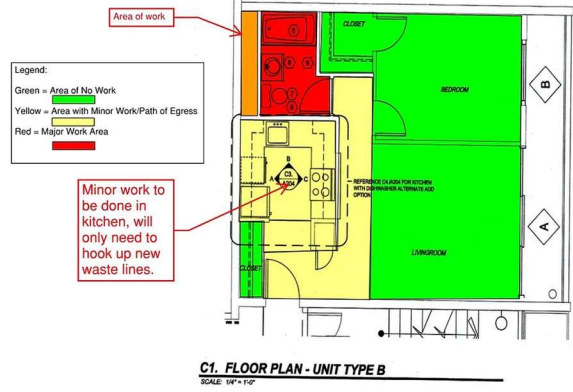 Area of work
CLOSET
Legend:
Green = Area of No Work
Yellow = Area with Minor Work/Path of Egress
Red = Major Work Area
BEDROOM
B
B
A
C3.
C
A204
REFERENCE C4./A204 FOR KITCHEN
WITH DISHWASHER ALTERNATE ADD
OPTION
Minor work to
be done in
kitchen, will
only need to
hook up new
waste lines.
A
LIVINGROOM
CLOSET
C1. FLOOR PLAN - UNIT TYPE B
SCALE: 1/4" = 1'-0"